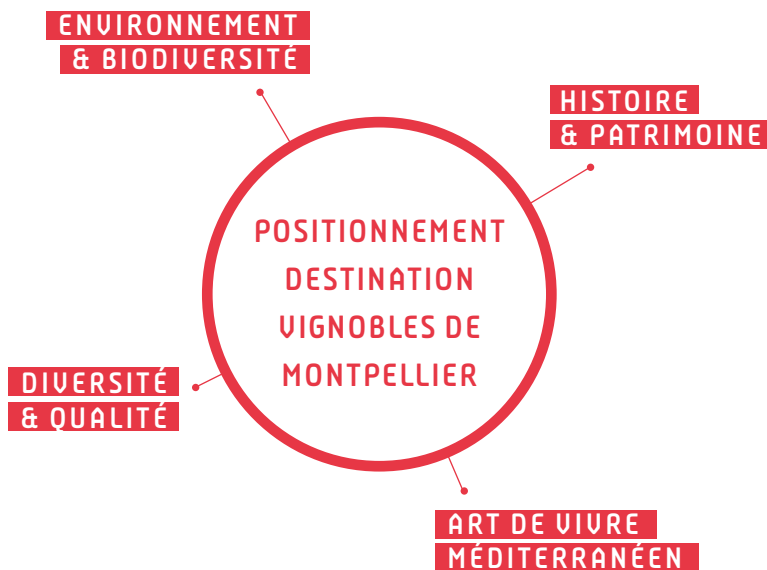 ENVIRONNEMENT
& BIODIVERSITÉ
HISTOIRE
& PATRIMOINE
POSITIONNEMENT
DESTINATION
VIGNOBLES DE
MONTPELLIER
DIVERSITÉ
& QUALITÉ
ART DE VIVRE
MÉDITERRANÉEN